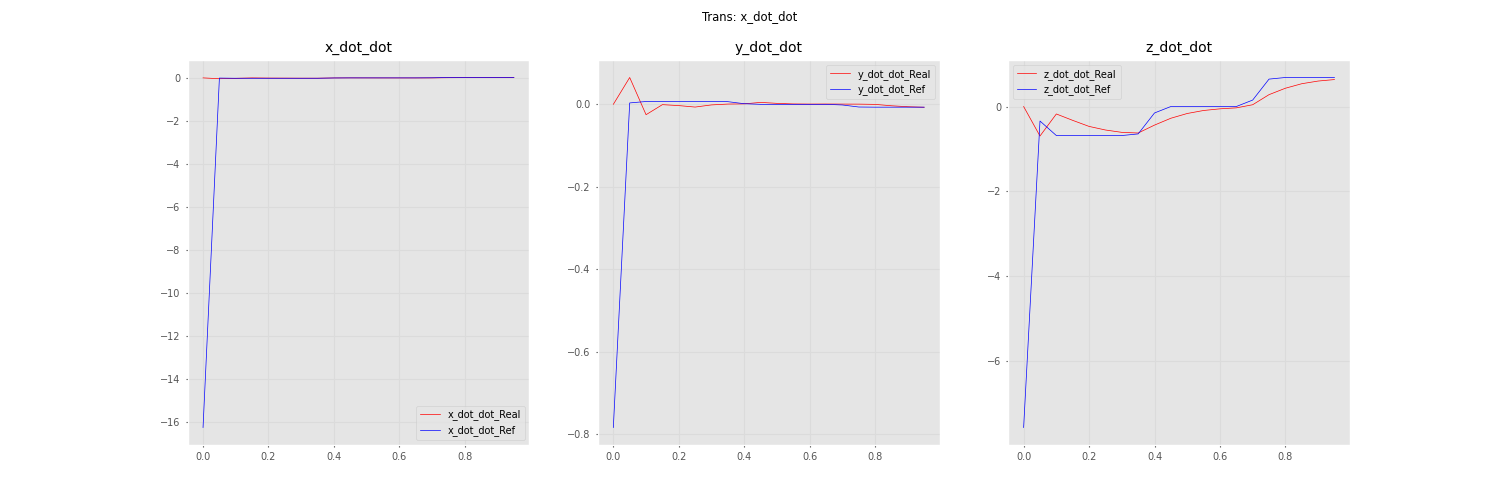 Trans: x_dot_dot
x_dot_dot
0
−2
−4
−6
−8
−10
−12
−14
−16
0.0 0.2 0.4 0.6 0.8
x_dot_dot_Real
x_dot_dot_Ref
y_dot_dot
0.0
−0.2
−0.4
−0.6
−0.8
0.0 0.2 0.4 0.6 0.8
y_dot_dot_Real
y_dot_dot_Ref
z_dot_dot
0
−2
−4
−6
0.0 0.2 0.4 0.6 0.8
z_dot_dot_Real
z_dot_dot_Ref